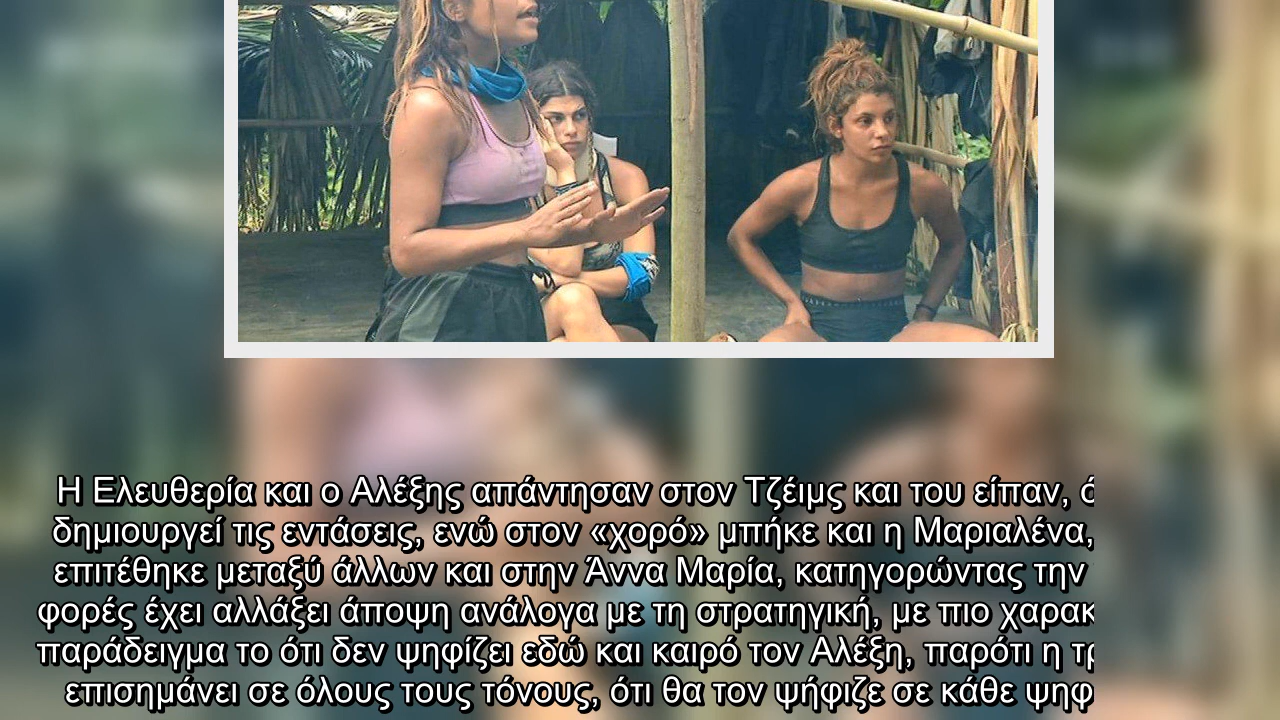 Η Ελευθερία και ο Αλέξης απάντησαν στον Τζέιμς και του είπαν,
δημιουργεί τις εντάσεις, ενώ στον «χορό» μπήκε και η Μαριαλένα,
επιτέθηκε μεταξύ άλλων και στην Άννα Μαρία, κατηγορώντας την
φορές έχει αλλάξει άποψη ανάλογα με τη στρατηγική, με πιο
παράδειγμα το ότι δεν ψηφίζει εδώ και καιρό τον Αλέξη, παρότι η
επισημάνει σε όλους τους τόνους, ότι θα τον ψήφιζε σε κάθε